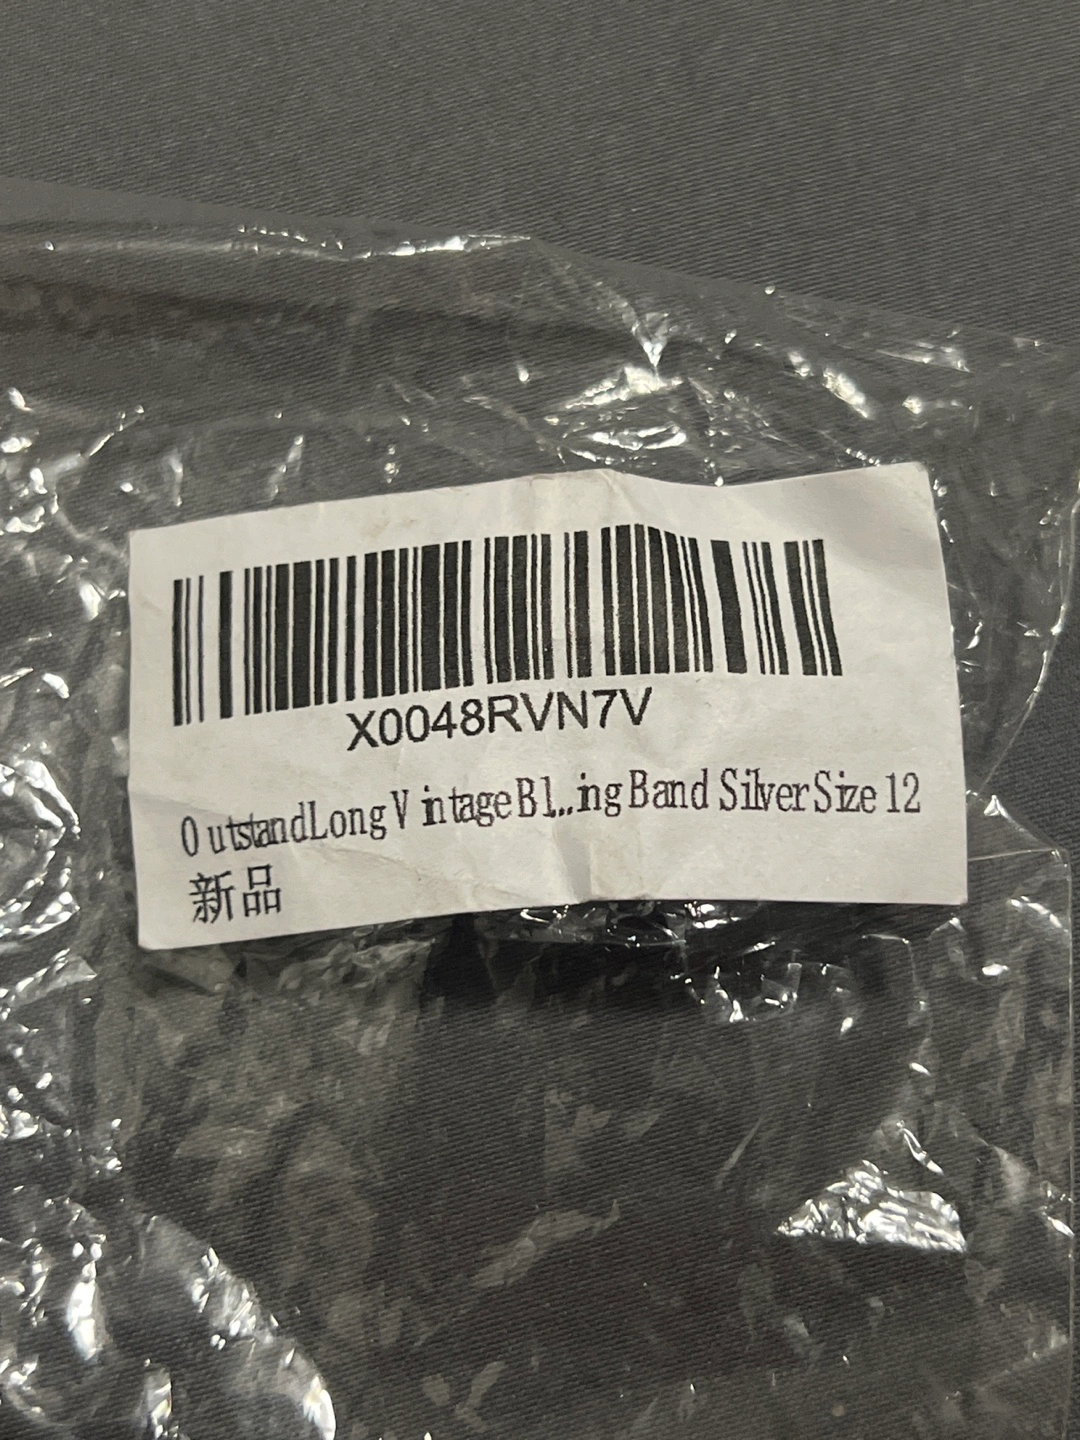 X0048RVN7V
OutstandLong Vintage Bl...ing Band Silver Size 12
新品